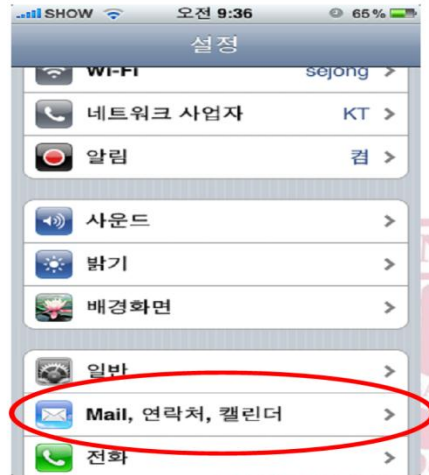 SHOW 오전 9:36 65%
설정
Wi-Fi sejong
네트워크 사업자 KT
알림 켬
사운드
밝기
배경화면
일반
Mail, 연락처, 캘린더
전화